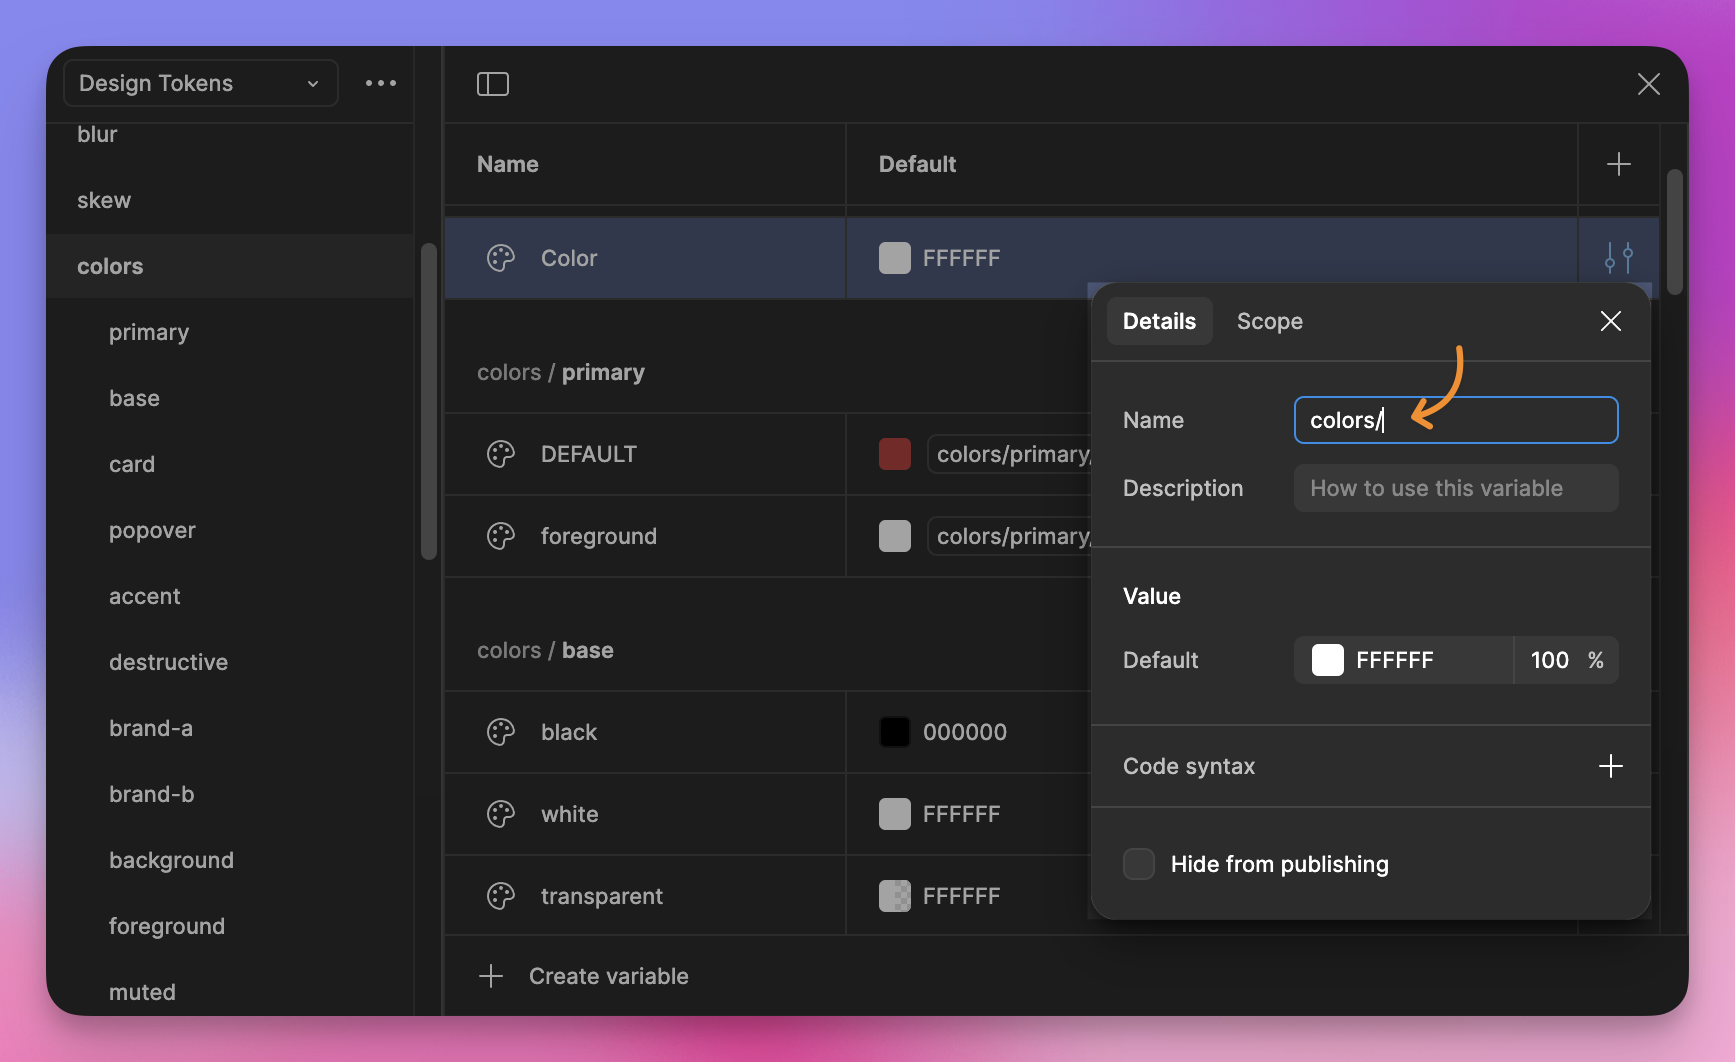 Design Tokens
blur
skew
colors
primary
base
card
popover
accent
destructive
brand-a
brand-b
background
foreground
muted
Name
Default
Color
FFFFFF
colors / primary
DEFAULT
colors/primary/
foreground
colors/primary/
colors / base
black
000000
white
FFFFFF
transparent
FFFFFF
Create variable
Details
Scope
Name
colors/
Description
How to use this variable
Value
Default
FFFFFF
100 %
Code syntax
Hide from publishing